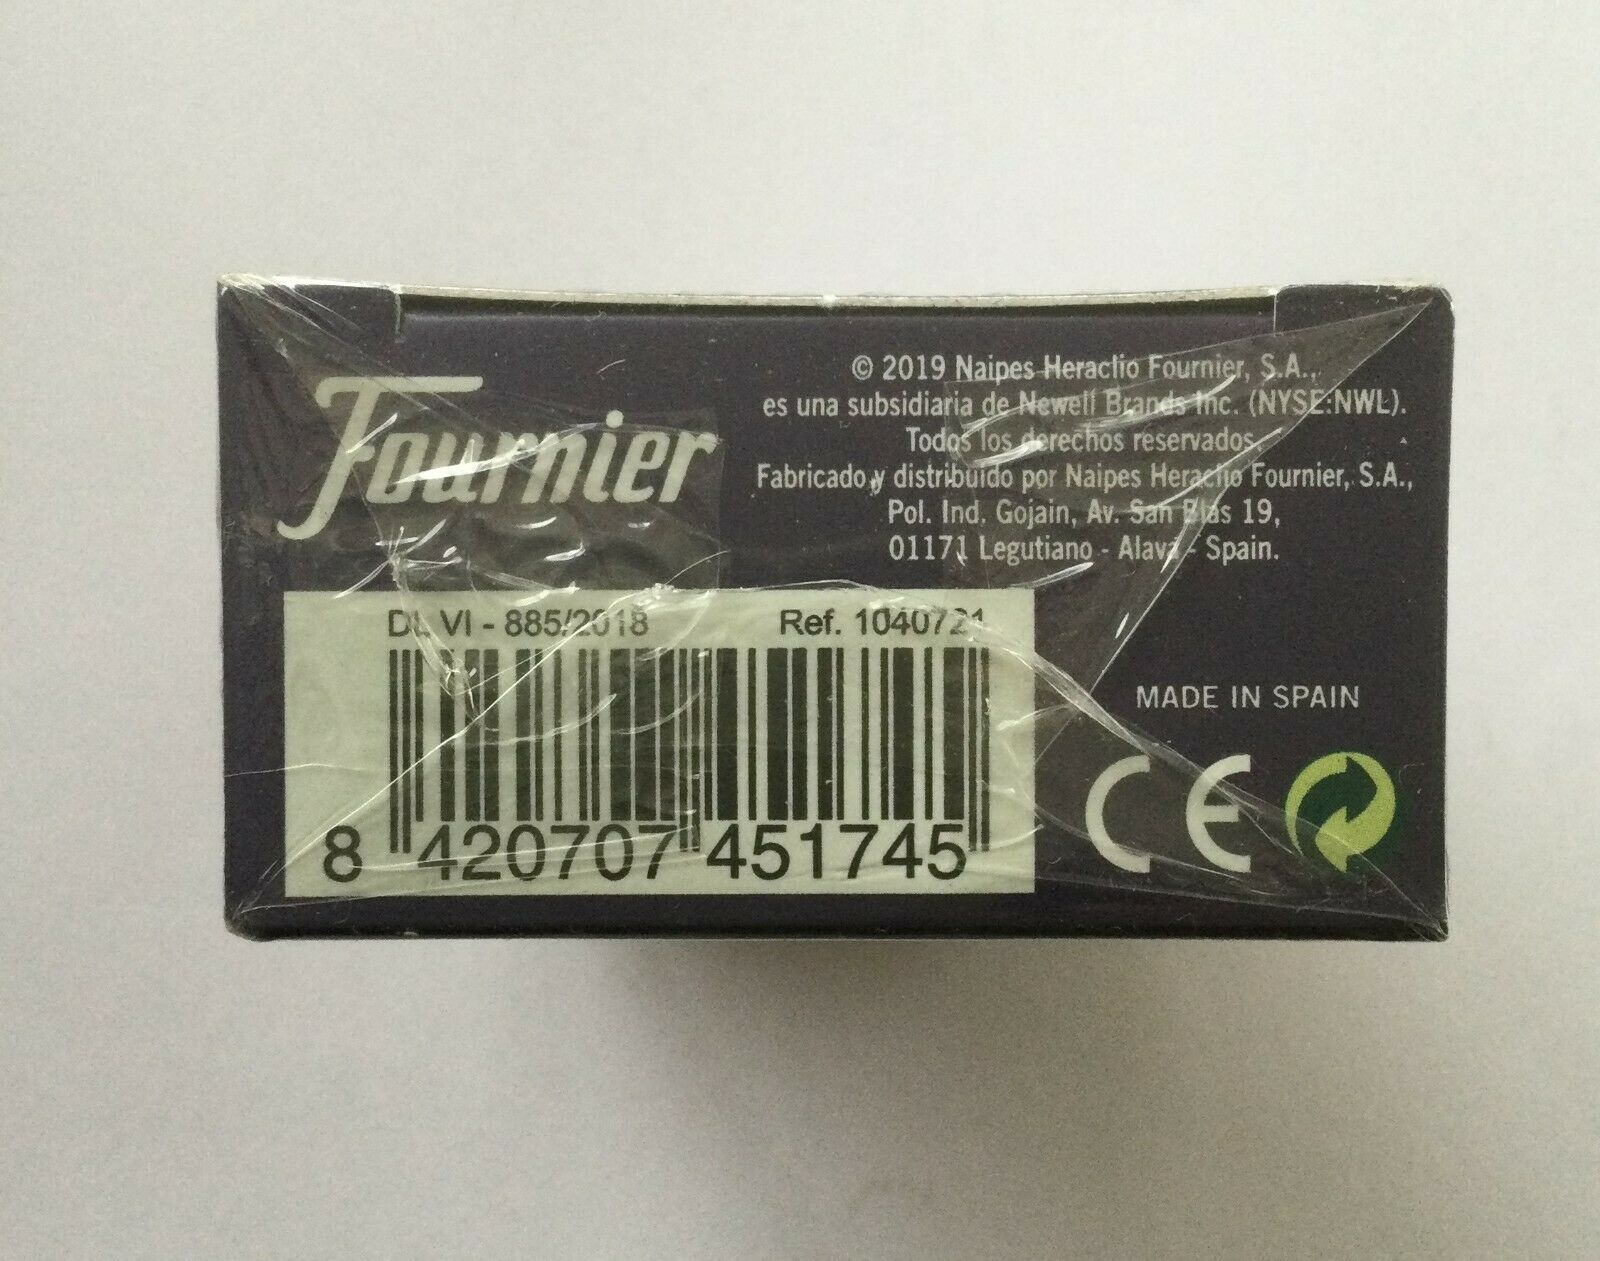 Fournier
© 2019 Naipes Heraclio Fournier, S.A.,
es una subsidiaria de Newell Brands Inc. (NYSE:NWL).
Todos los derechos reservados.
Fabricado y distribuido por Naipes Heraclio Fournier, S.A.,
Pol. Ind. Gojain, Av. San Blas 19,
01171 Legutiano - Alava - Spain.
DL VI - 885/2018 Ref. 1040721
8 420707 451745
MADE IN SPAIN
CE